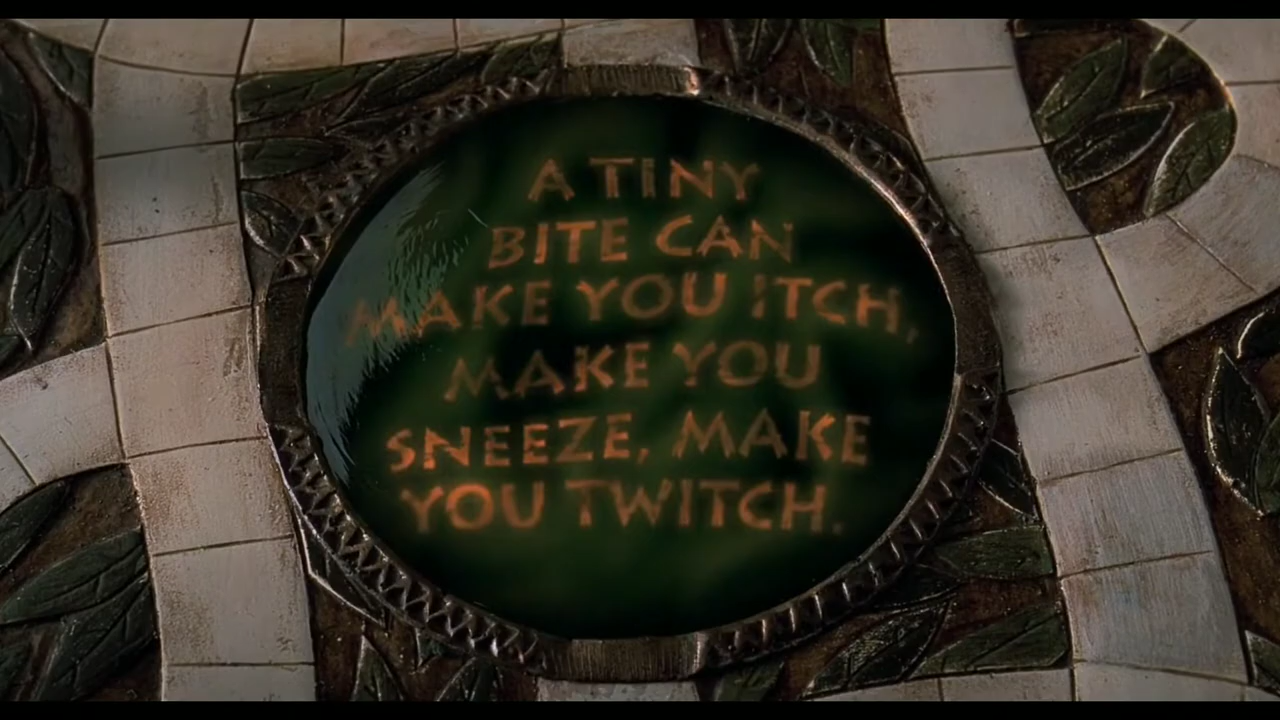 A TINY
BITE CAN
MAKE YOU ITCH,
MAKE YOU
SNEEZE, MAKE
YOU TWITCH.